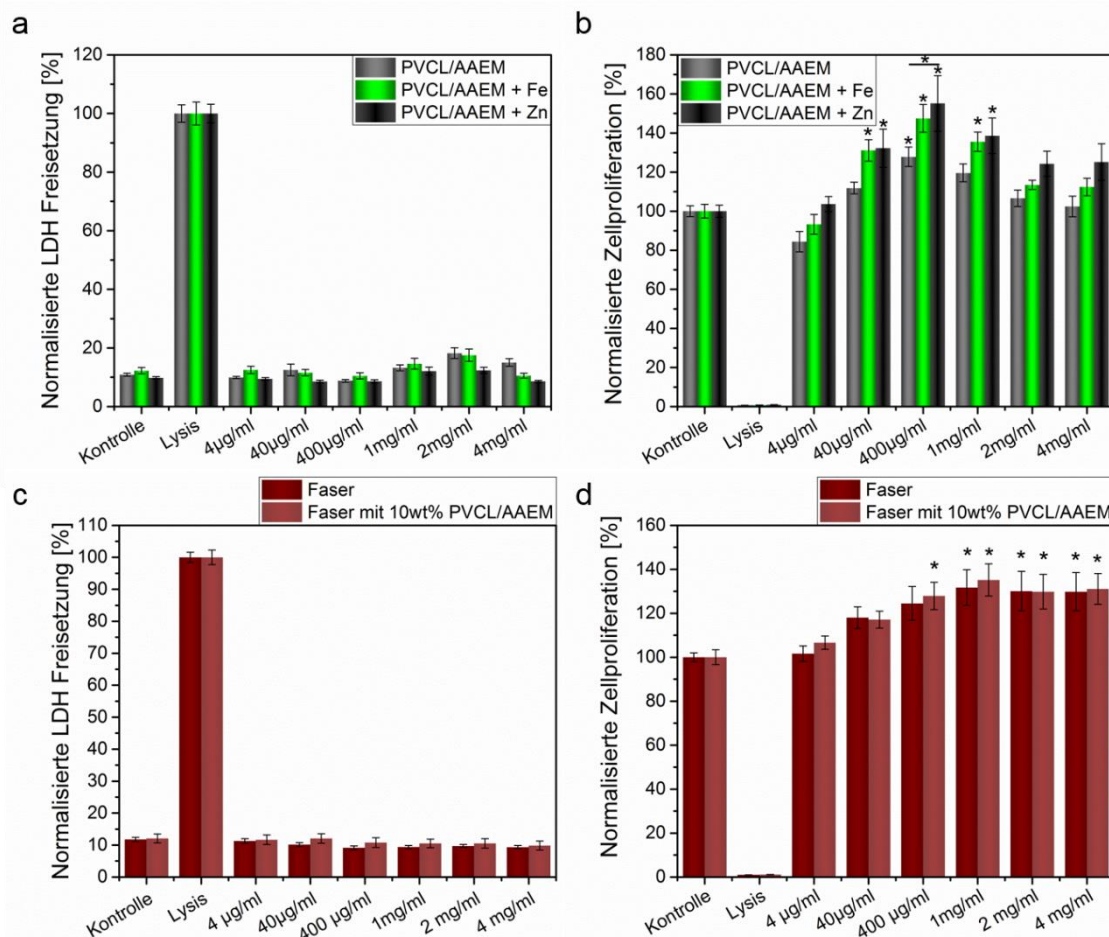 a
Normalisierte LDH Freisetzung [%]
120
100
80
60
40
20
0
PVCL/AAEM
PVCL/AAEM + Fe
PVCL/AAEM + Zn
Kontrolle
Lysis
4µg/ml
40µg/ml
400µg/ml
1mg/ml
2mg/ml
4mg/ml
b
Normalisierte Zellproliferation [%]
180
160
140
120
100
80
60
40
20
0
PVCL/AAEM
PVCL/AAEM + Fe
PVCL/AAEM + Zn
*
*
*
*
*
*
*
*
Kontrolle
Lysis
4µg/ml
40µg/ml
400µg/ml
1mg/ml
2mg/ml
4mg/ml
c
Normalisierte LDH Freisetzung [%]
110
100
90
80
70
60
50
40
30
20
10
0
Faser
Faser mit 10wt% PVCL/AAEM
Kontrolle
Lysis
4 µg/ml
40µg/ml
400 µg/ml
1mg/ml
2 mg/ml
4 mg/ml
d
Normalisierte Zellproliferation [%]
160
140
120
100
80
60
40
20
0
Faser
Faser mit 10wt% PVCL/AAEM
*
* *
* *
* *
Kontrolle
Lysis
4 µg/ml
40µg/ml
400 µg/ml
1mg/ml
2 mg/ml
4 mg/ml